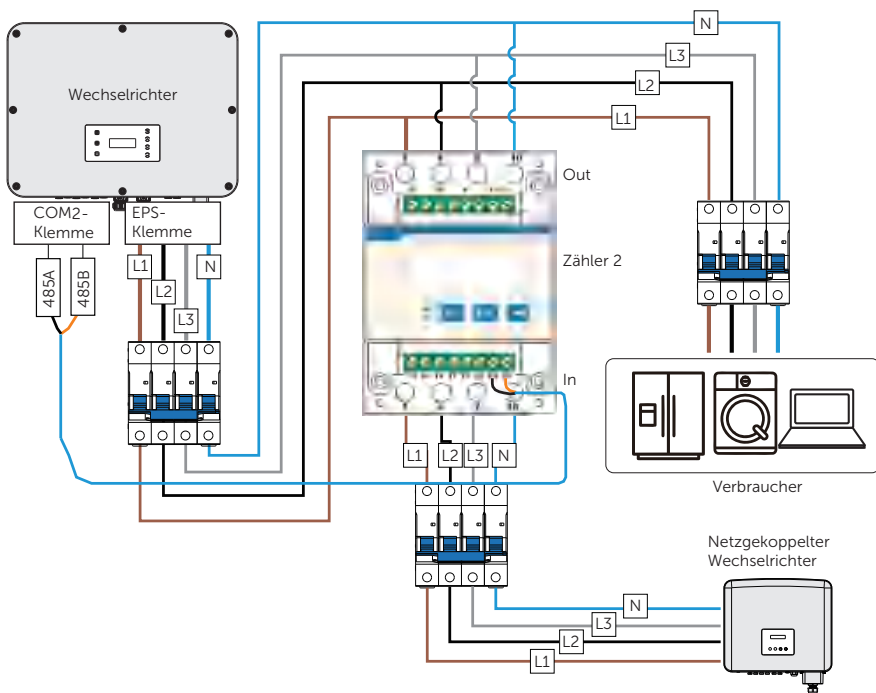 Wechselrichter
COM2-
Klemme
EPS-
Klemme
485A
485B
L1
L2
L3
N
N
L3
L2
L1
Out
Zähler 2
In
L1
L2
L3
N
Verbraucher
Netzgekoppelter
Wechselrichter
N
L3
L2
L1